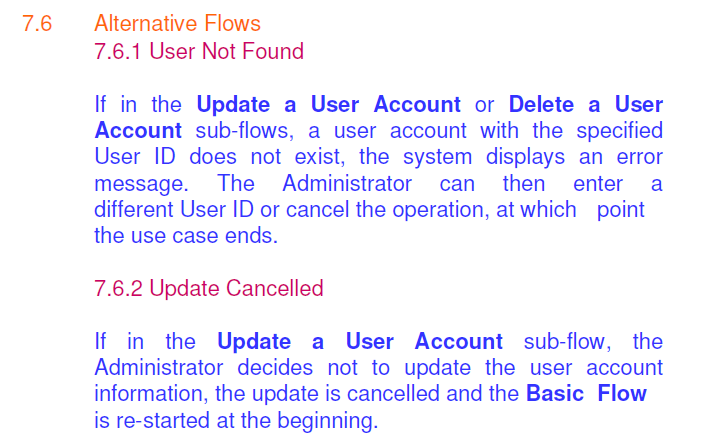 7.6 Alternative Flows
7.6.1 User Not Found
If in the Update a User Account or Delete a User
Account sub-flows, a user account with the specified
User ID does not exist, the system displays an error
message. The Administrator can then enter a
different User ID or cancel the operation, at which point
the use case ends.
7.6.2 Update Cancelled
If in the Update a User Account sub-flow, the
Administrator decides not to update the user account
information, the update is cancelled and the Basic Flow
is re-started at the beginning.